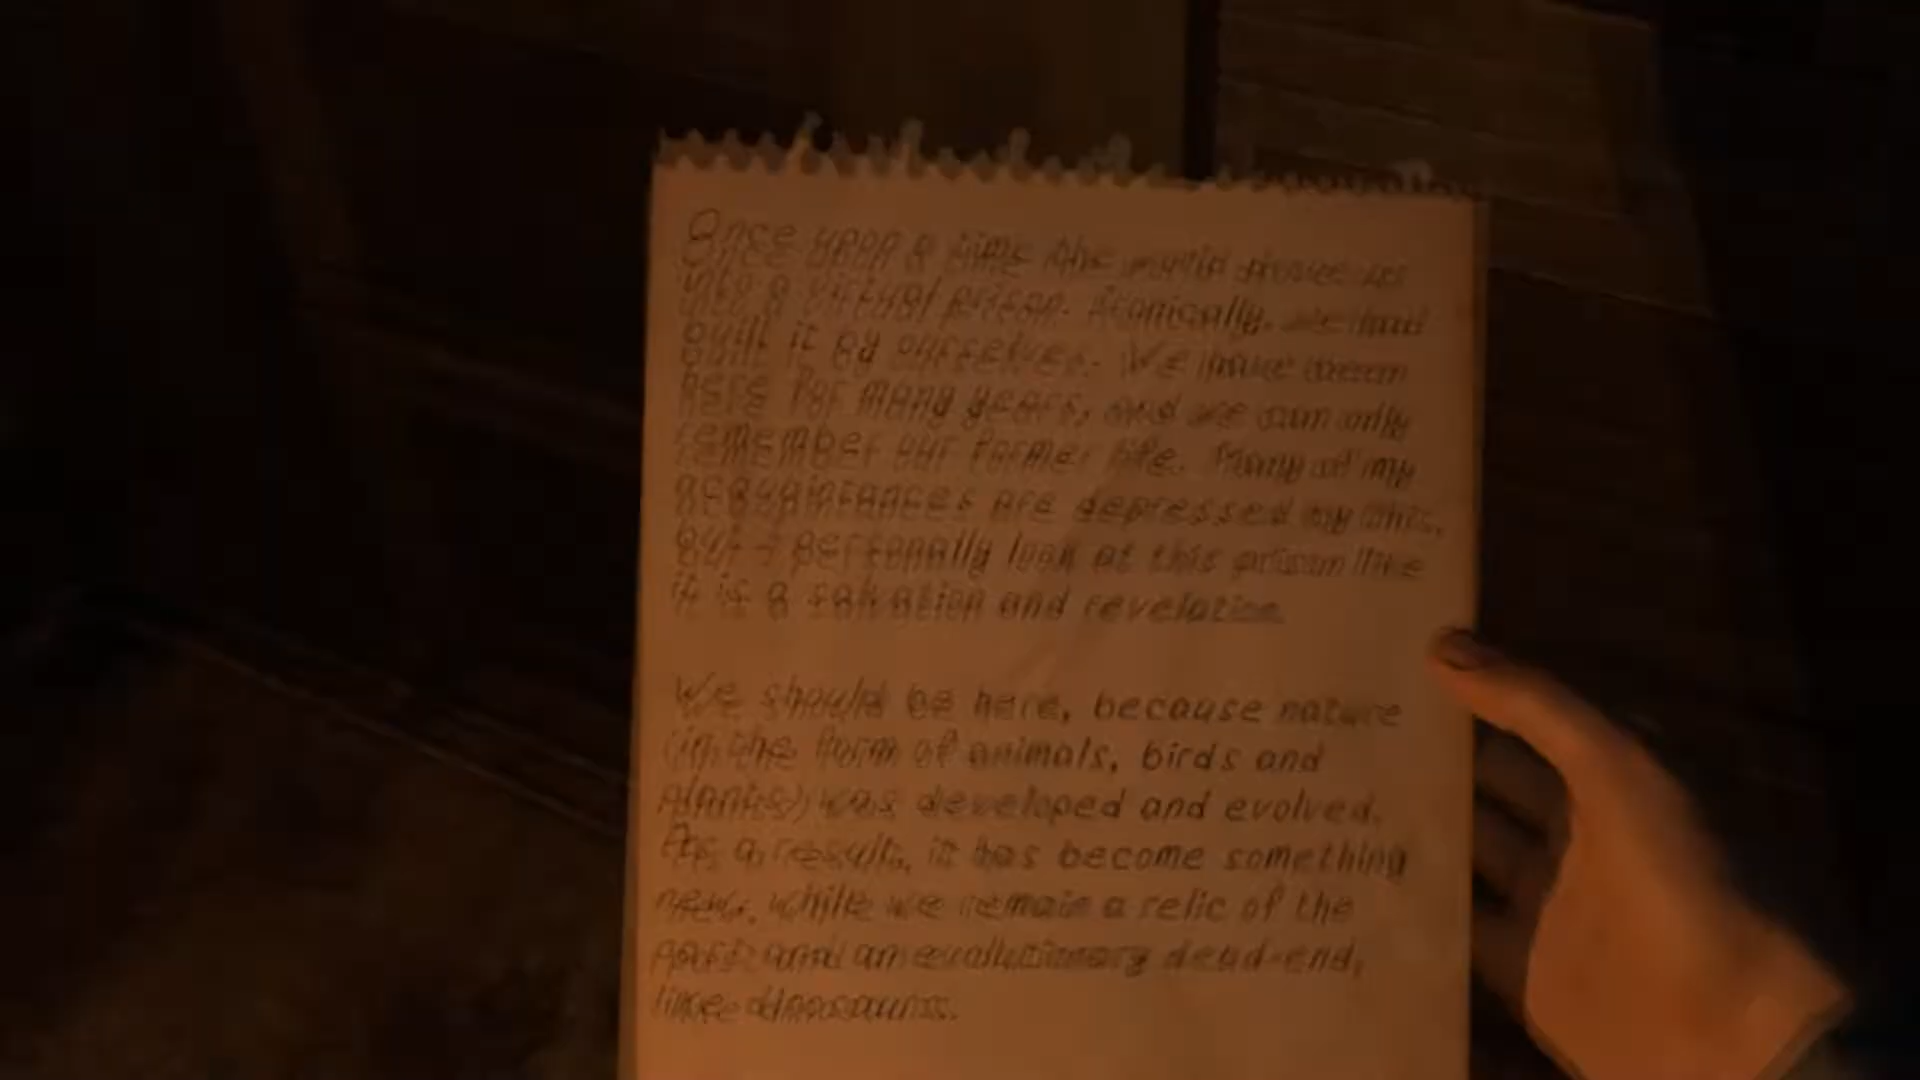 Once upon a time the world drove us
into a virtual prison. Ironically, we had
built it by ourselves. We have been
here for many years, and we can only
remember our former life. Many of my
acquaintances are depressed by this,
but I personally look at this prison like
it is a salvation and revelation.
We should be here, because nature
(in the form of animals, birds and
plants) was developed and evolved.
As a result, it has become something
new, while we remain a relic of the
past and an evolutionary dead-end,
like dinosaurs.